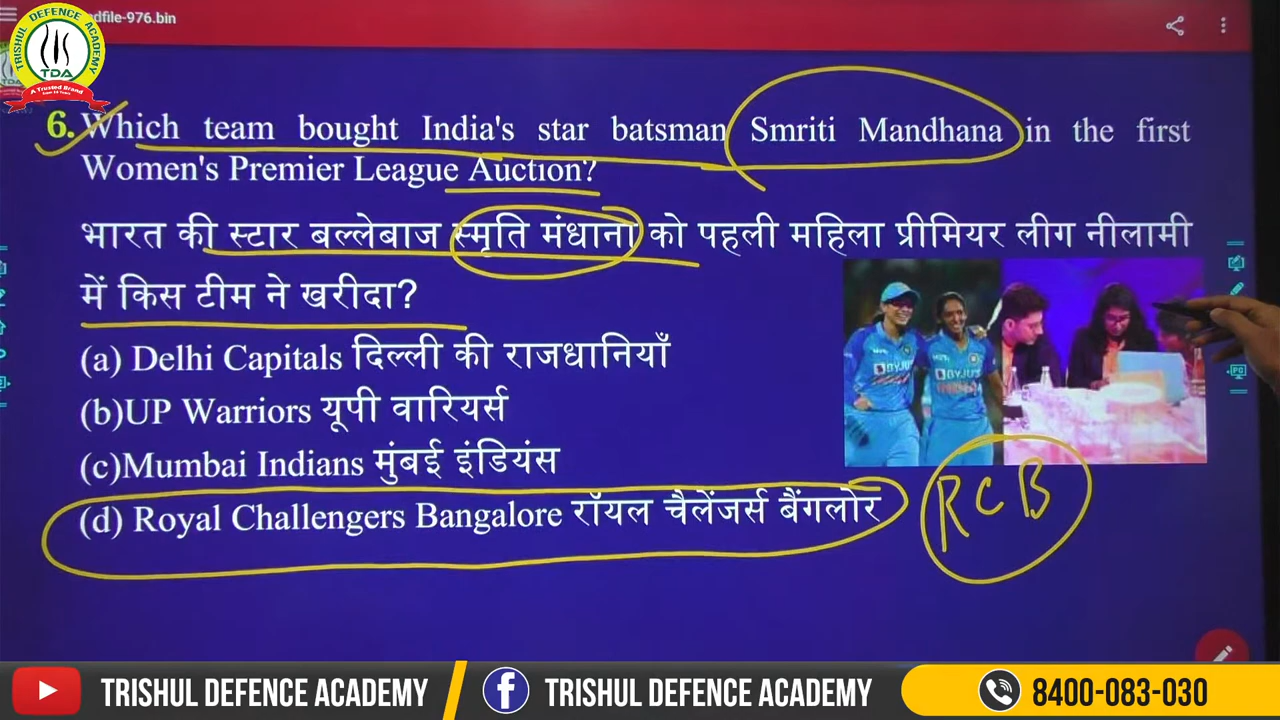 dfile-976.bin
TRISHUL DEFENCE ACADEMY
TDA
A Trusted Brand
6. Which team bought India's star batsman Smriti Mandhana in the first
Women's Premier League Auction?
भारत की स्टार बल्लेबाज स्मृति मंधाना को पहली महिला प्रीमियर लीग नीलामी
में किस टीम ने खरीदा?
(a) Delhi Capitals दिल्ली की राजधानियाँ
(b)UP Warriors यूपी वारियर्स
(c)Mumbai Indians मुंबई इंडियंस
(d) Royal Challengers Bangalore रॉयल चैलेंजर्स बैंगलोर
RCB
BYJU'S
BYJU'S
TRISHUL DEFENCE ACADEMY TRISHUL DEFENCE ACADEMY 8400-083-030